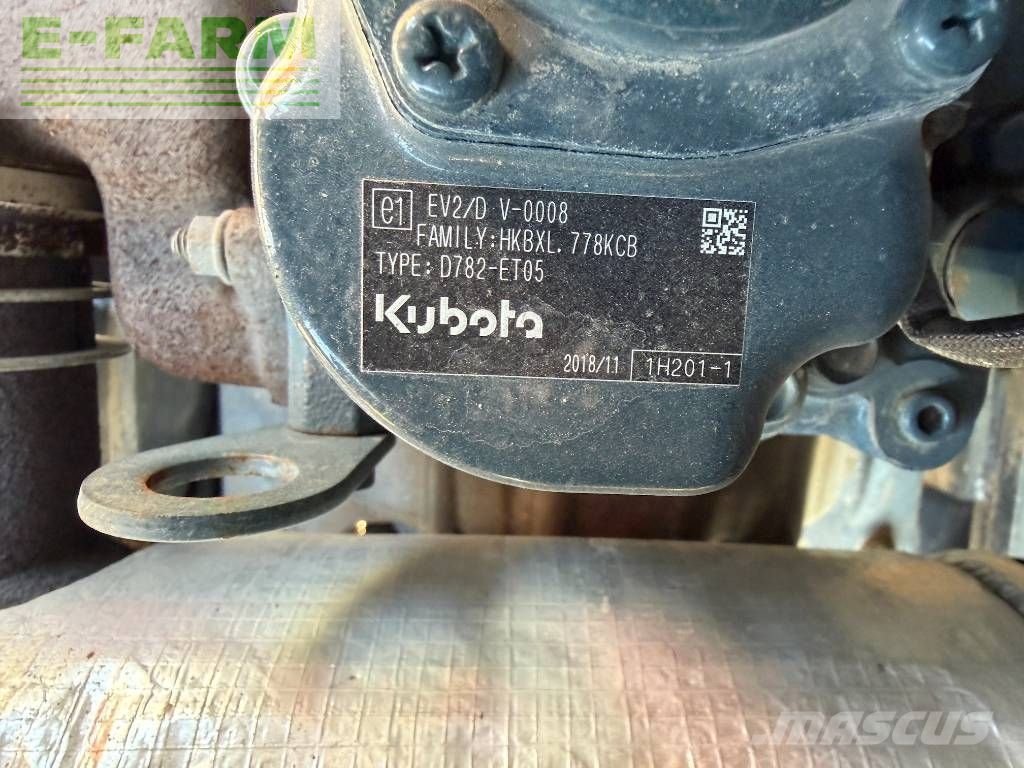 E-FARM
e1 EV2/D V-0008
FAMILY:HKBXL.778KCB
TYPE:D782-ET05
Kubota
2018/11 1H201-1
MASCUS